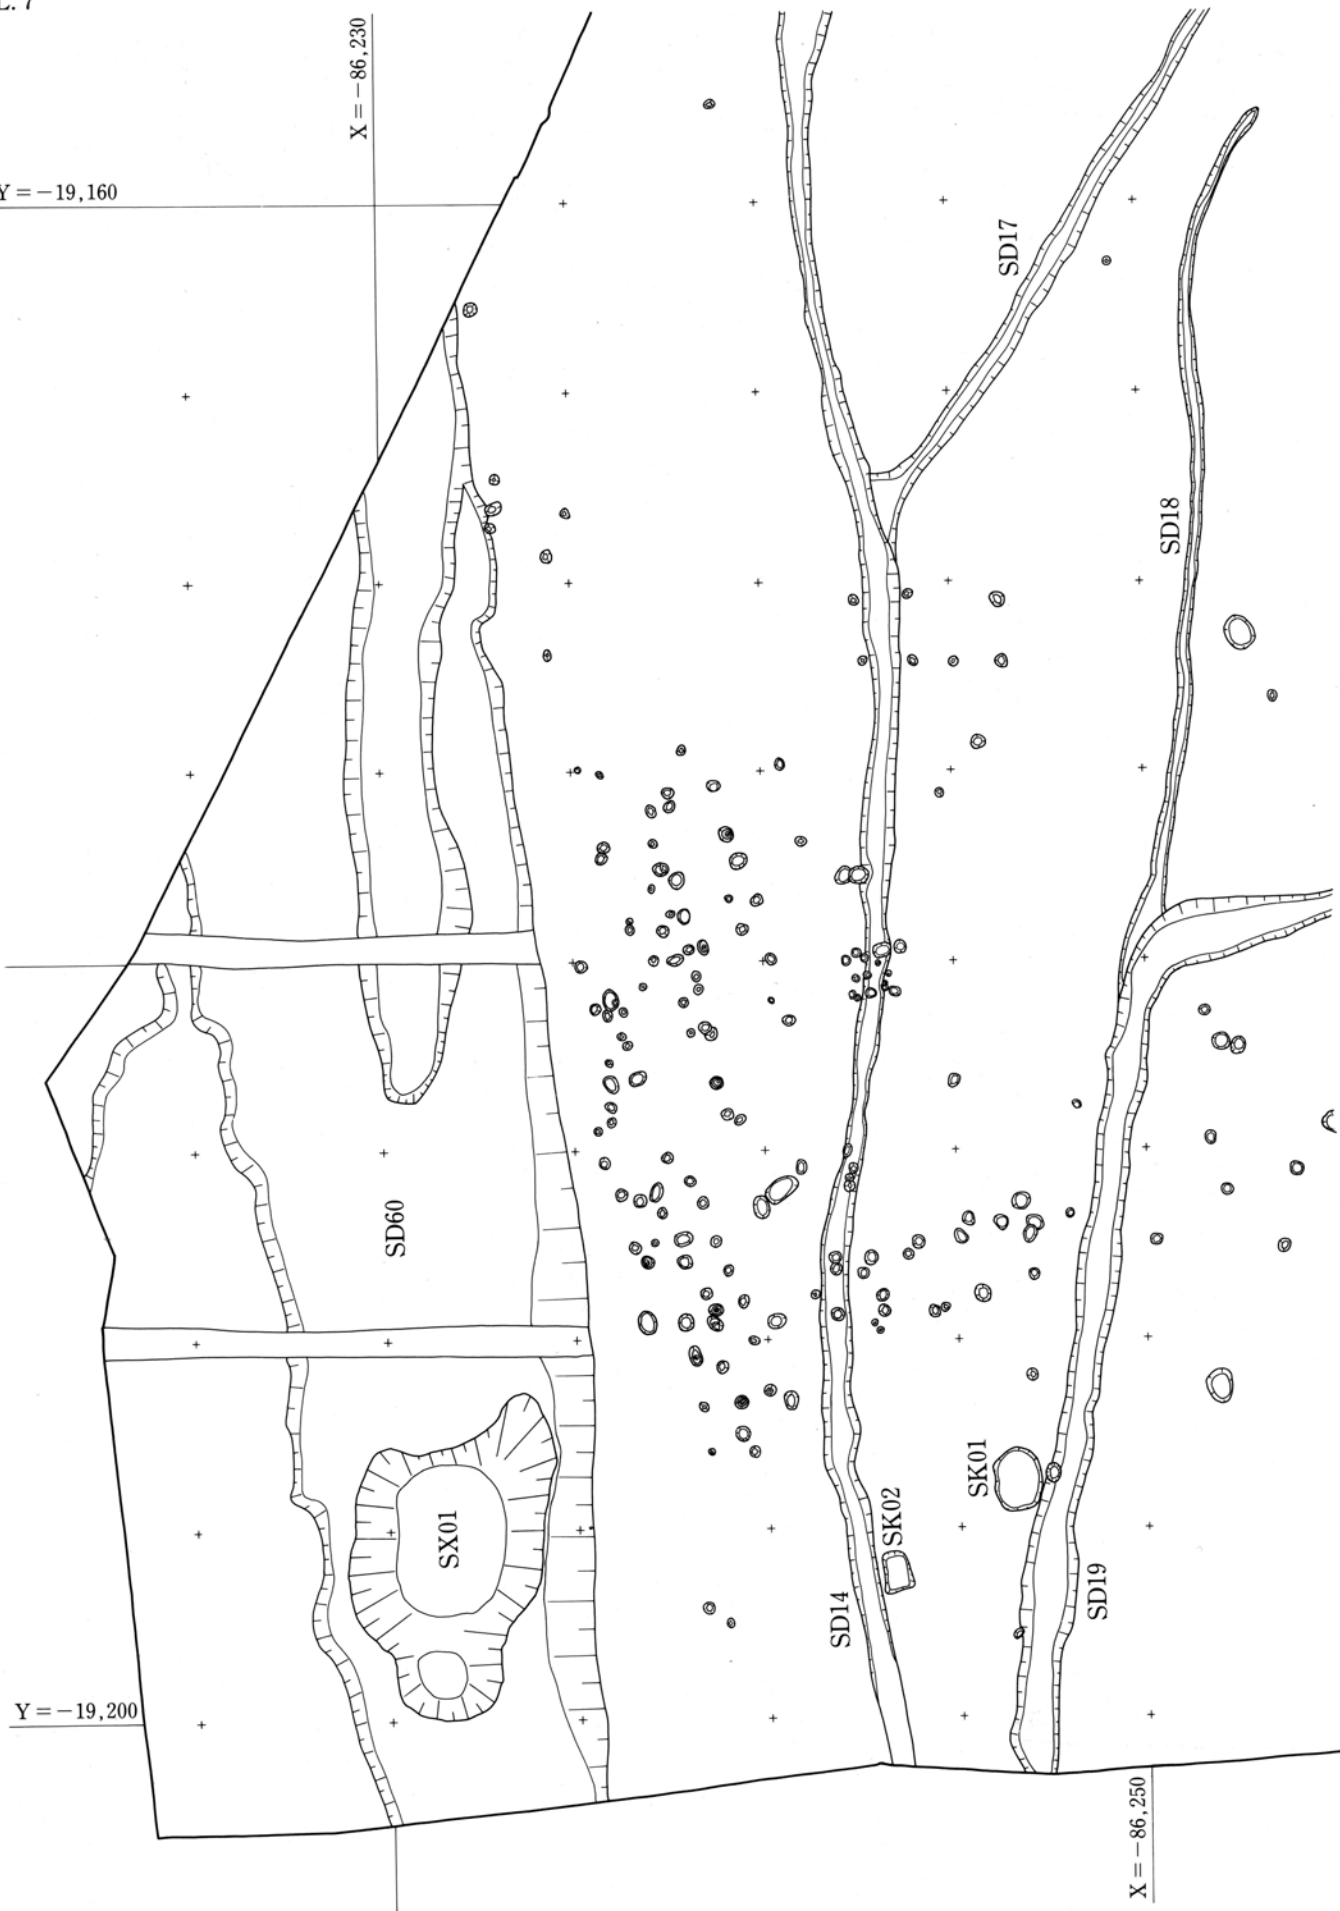 X = −86,230
Y = −19,160
SD17
SD18
SD60
SX01
SK01
SK02
SD14
SD19
Y = −19,200
X = −86,250